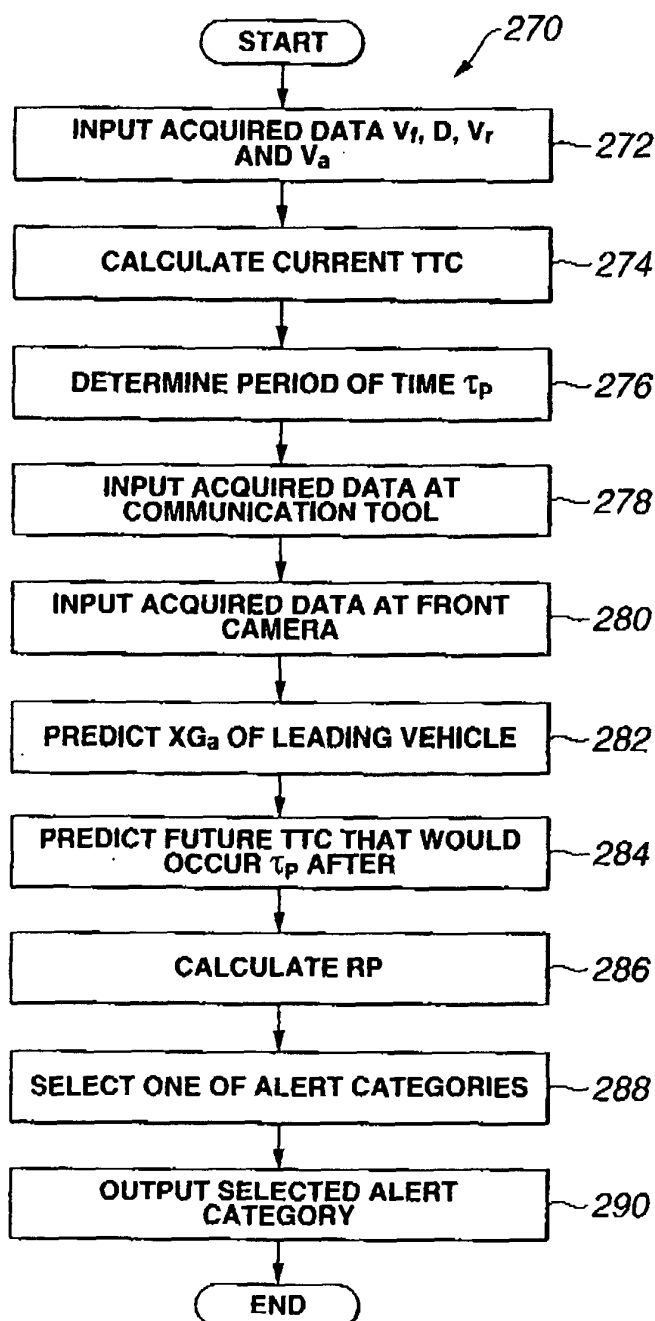 START
270
INPUT ACQUIRED DATA Vf, D, Vr
AND Va
272
CALCULATE CURRENT TTC
274
DETERMINE PERIOD OF TIME τP
276
INPUT ACQUIRED DATA AT
COMMUNICATION TOOL
278
INPUT ACQUIRED DATA AT FRONT
CAMERA
280
PREDICT XGa OF LEADING VEHICLE
282
PREDICT FUTURE TTC THAT WOULD
OCCUR τP AFTER
284
CALCULATE RP
286
SELECT ONE OF ALERT CATEGORIES
288
OUTPUT SELECTED ALERT
CATEGORY
290
END